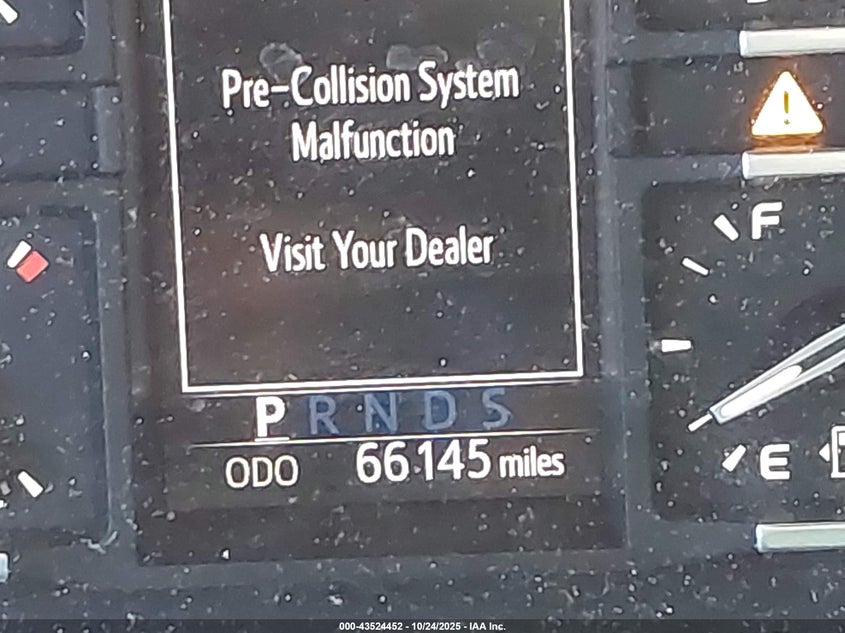 Pre-Collision System
Malfunction
Visit Your Dealer
F
P R N D S
E
ODO 66145 miles
000-43524452 - 10/24/2025 - IAA Inc.